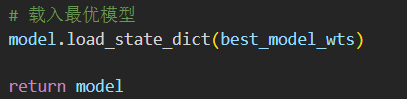 # 载入最优模型
model.load_state_dict(best_model_wts)
return model